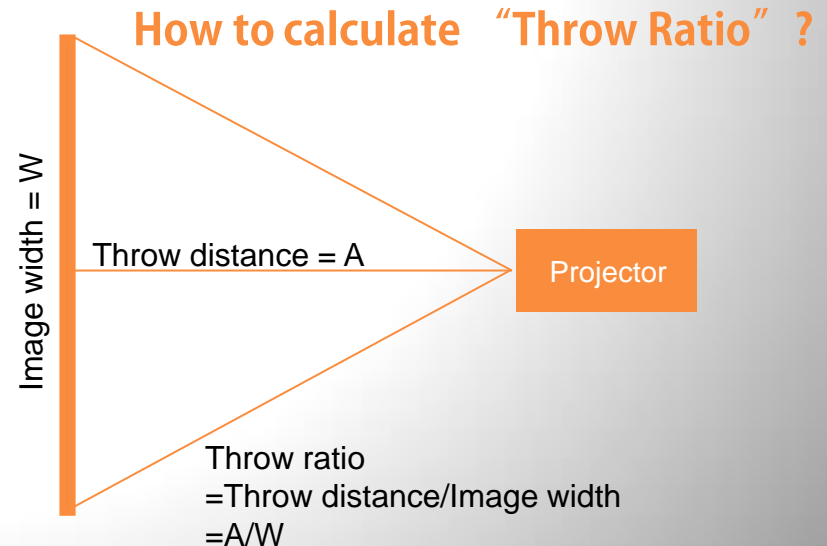 How to calculate “Throw Ratio” ?
Image width = W
Throw distance = A
Projector
Throw ratio
=Throw distance/Image width
=A/W